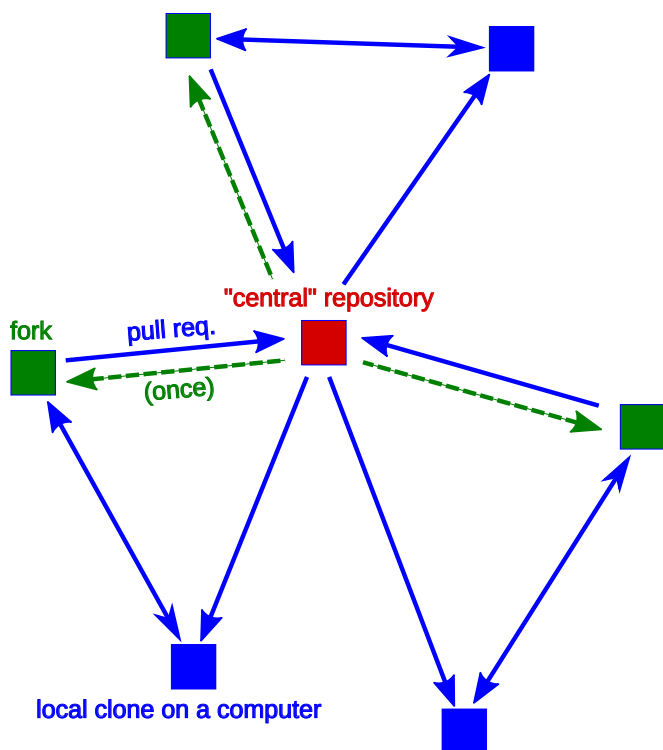 "central" repository
fork
pull req.
(once)
local clone on a computer